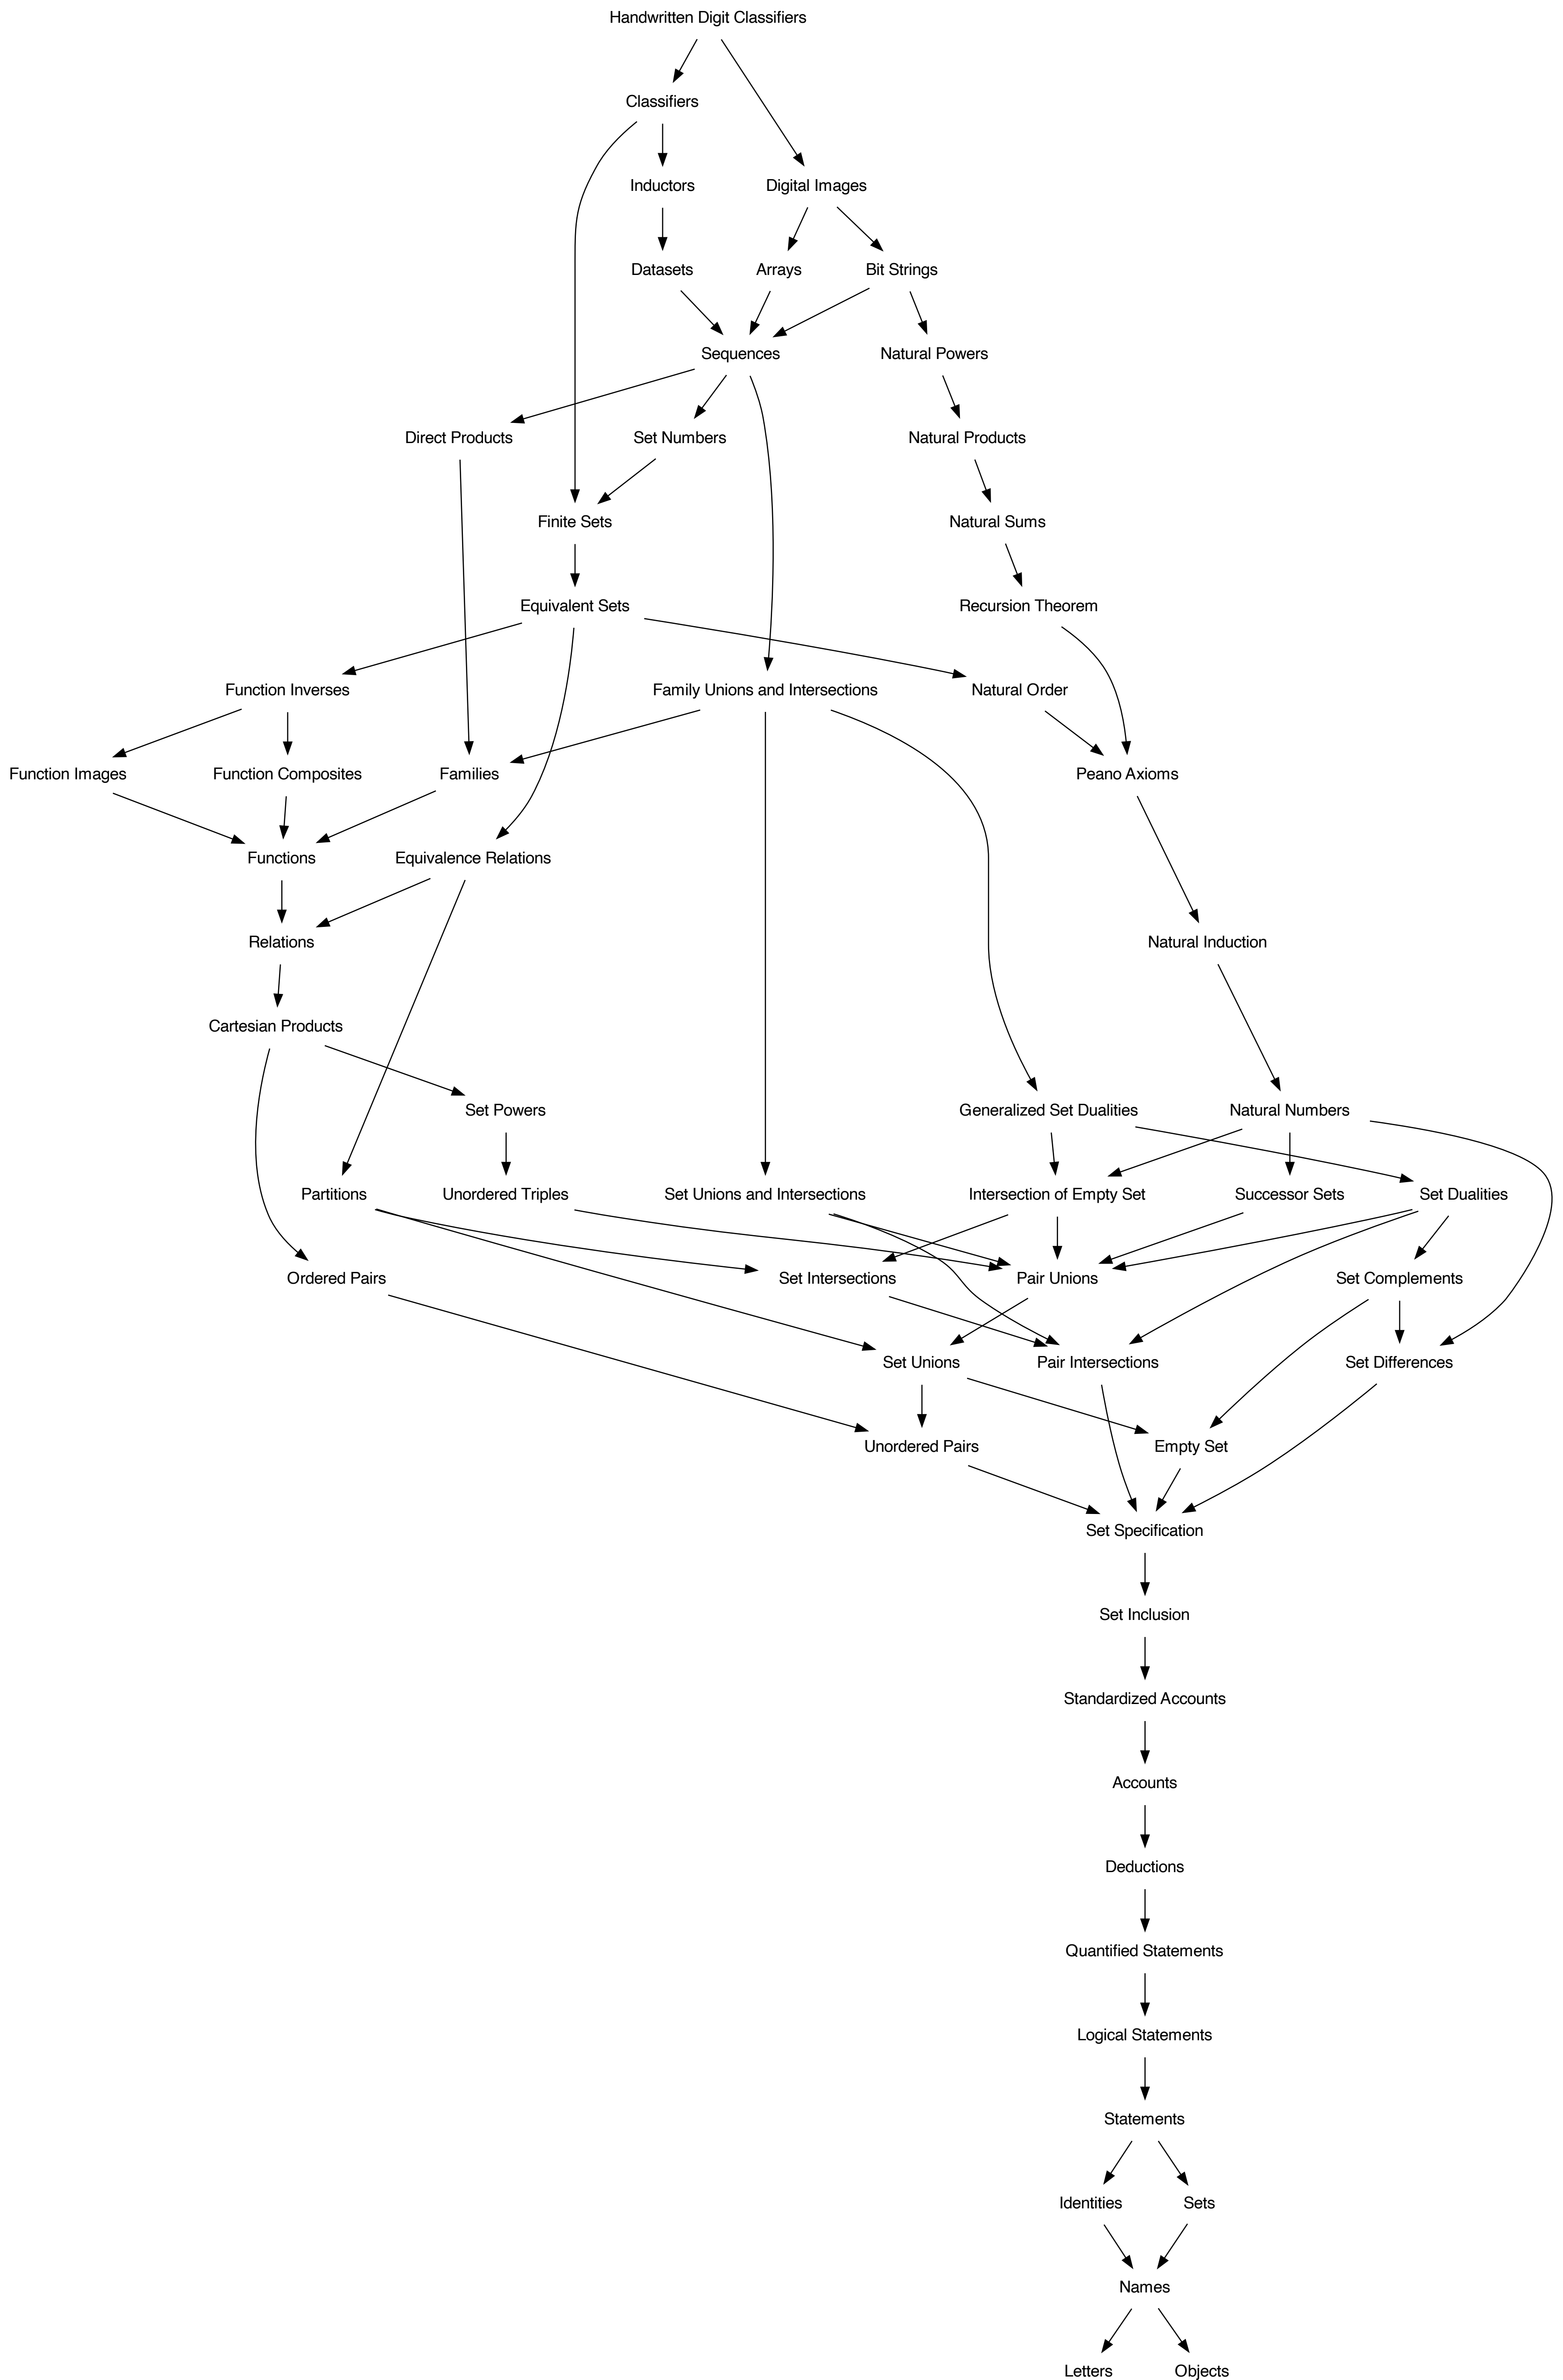 Handwritten Digit Classifiers
Classifiers
Inductors
Digital Images
Datasets
Arrays
Bit Strings
Sequences
Natural Powers
Direct Products
Set Numbers
Natural Products
Finite Sets
Natural Sums
Equivalent Sets
Recursion Theorem
Function Inverses
Family Unions and Intersections
Natural Order
Function Images
Function Composites
Families
Peano Axioms
Functions
Equivalence Relations
Relations
Natural Induction
Cartesian Products
Set Powers
Generalized Set Dualities
Natural Numbers
Partitions
Unordered Triples
Set Unions and Intersections
Intersection of Empty Set
Successor Sets
Set Dualities
Ordered Pairs
Set Intersections
Pair Unions
Set Complements
Set Unions
Pair Intersections
Set Differences
Unordered Pairs
Empty Set
Set Specification
Set Inclusion
Standardized Accounts
Accounts
Deductions
Quantified Statements
Logical Statements
Statements
Identities
Sets
Names
Letters
Objects